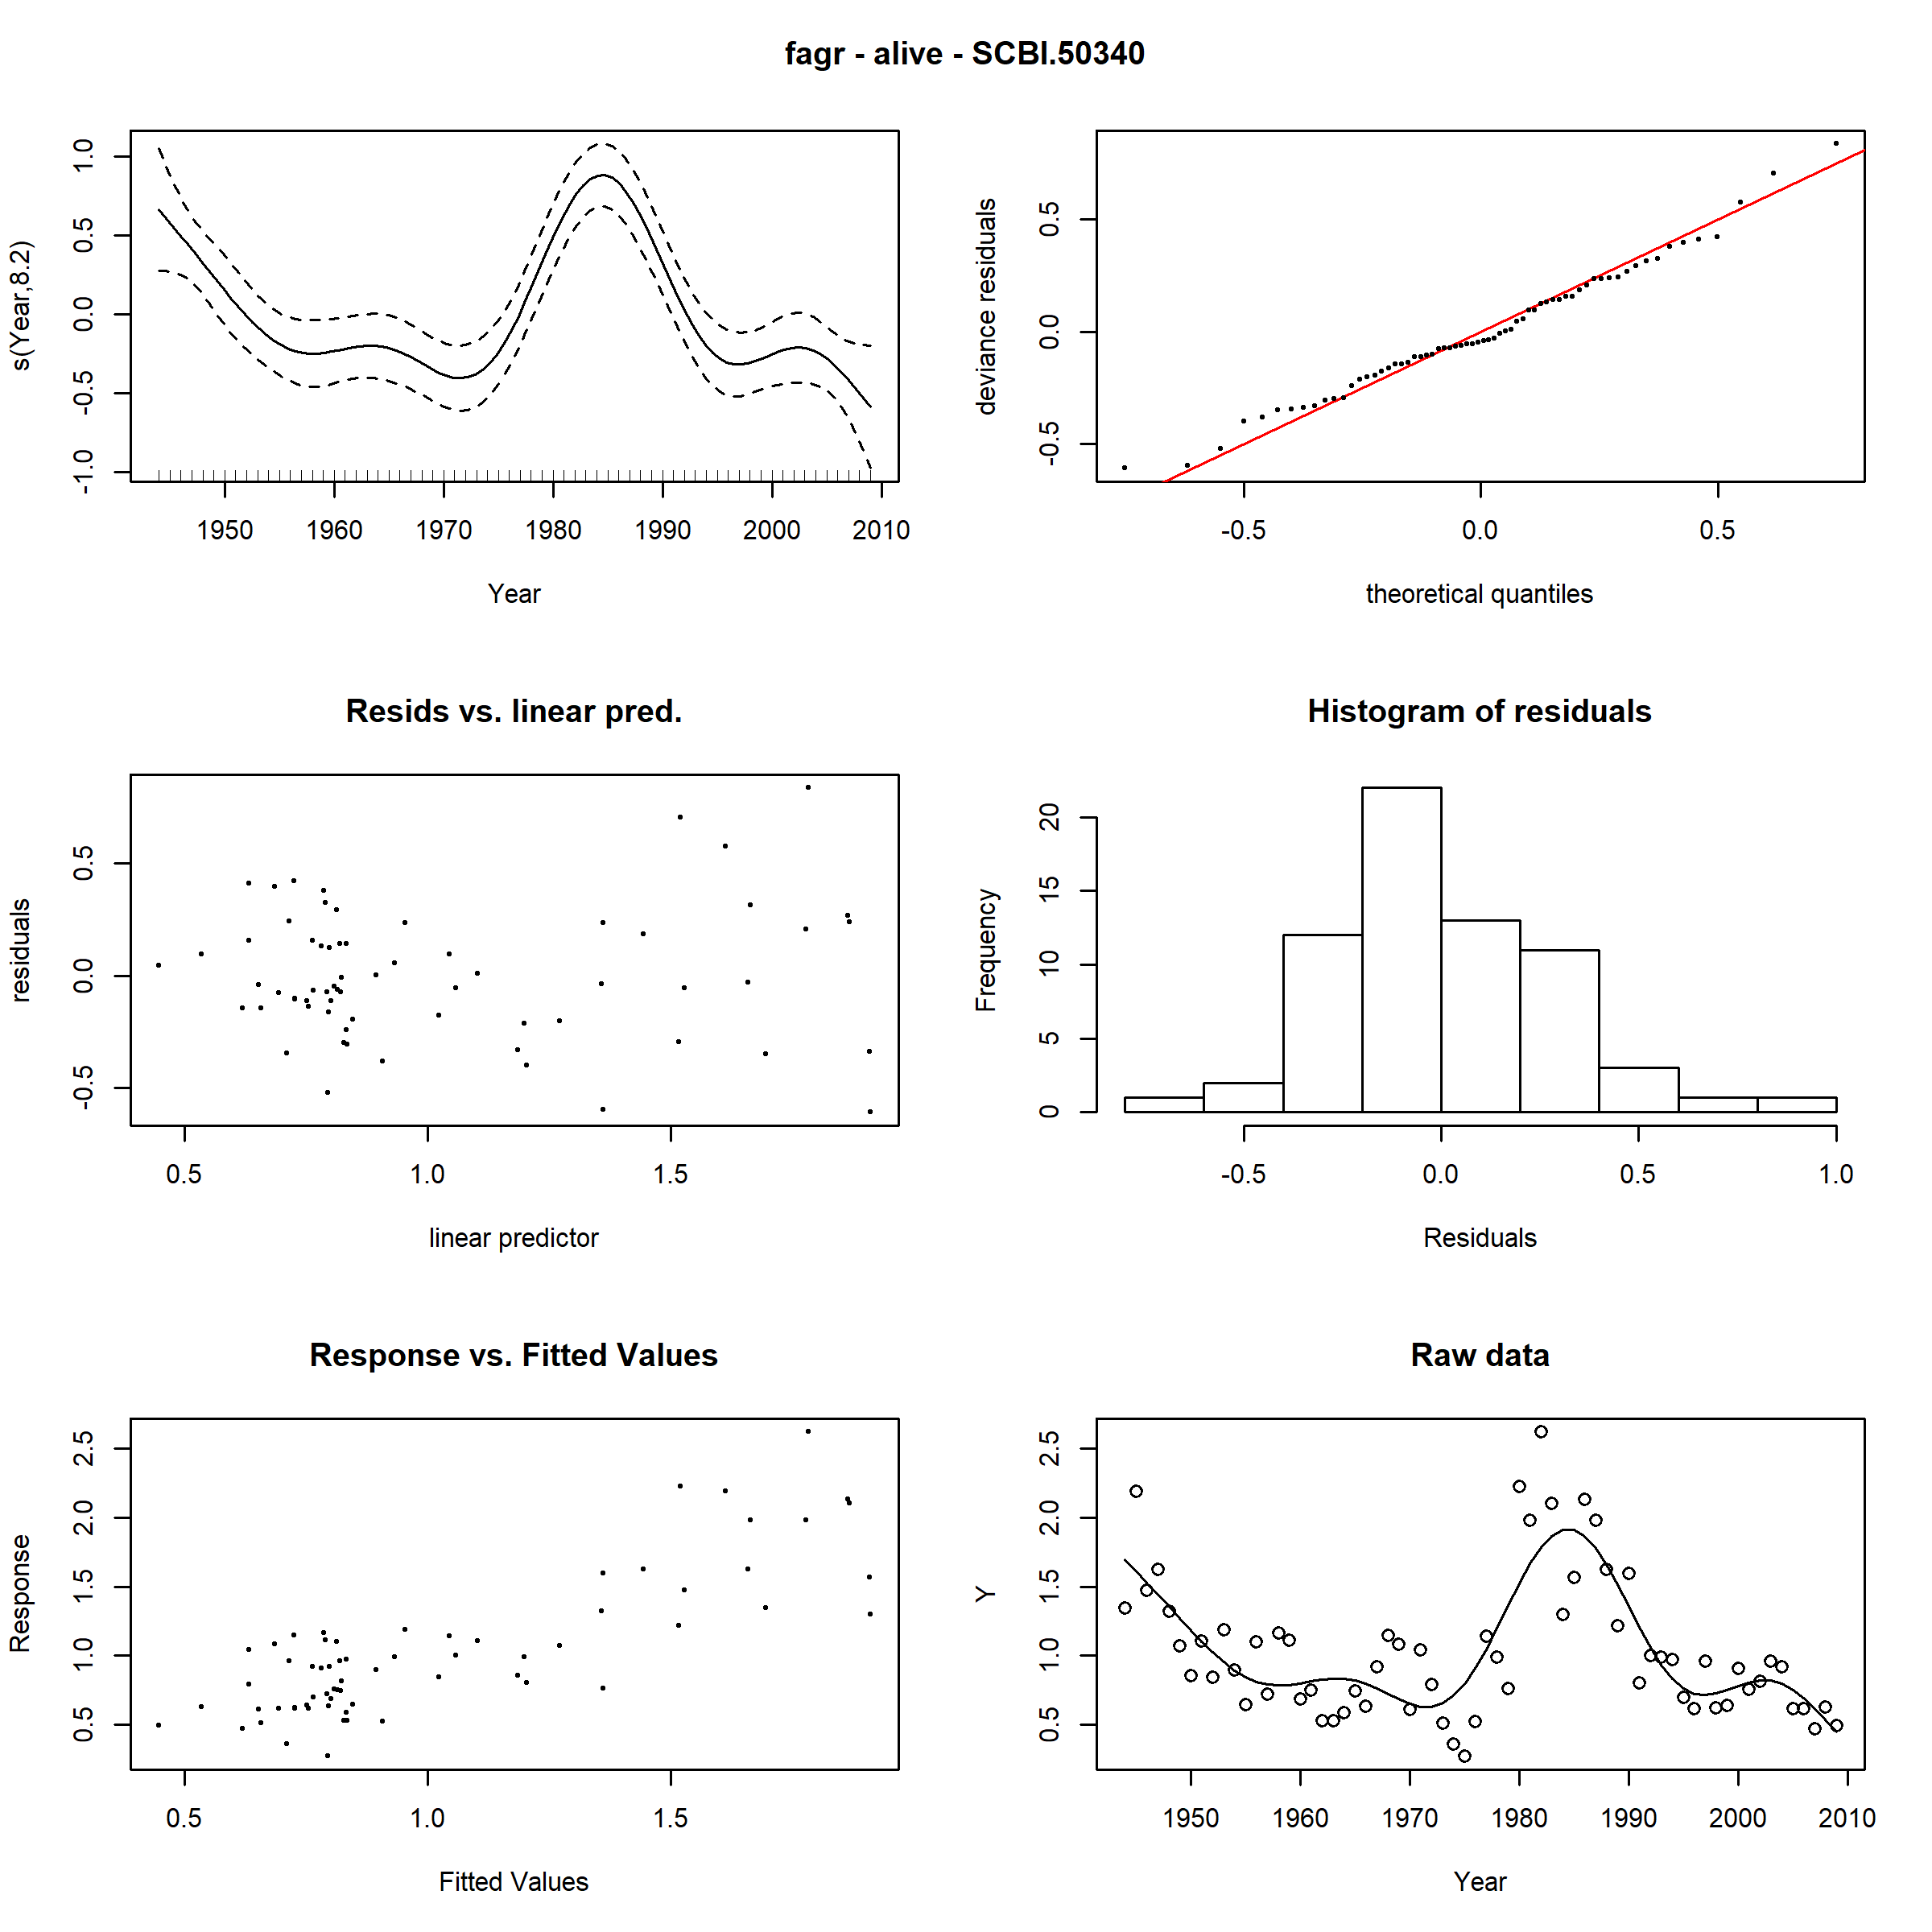 fagr - alive - SCBI.50340
s(Year,8.2)
-1.0 -0.5 0.0 0.5 1.0
1950 1960 1970 1980 1990 2000 2010
Year
deviance residuals
-0.5 0.0 0.5
-0.5 0.0 0.5
theoretical quantiles
Resids vs. linear pred.
residuals
-0.5 0.0 0.5
0.5 1.0 1.5
linear predictor
Histogram of residuals
Frequency
0 5 10 15 20
-0.5 0.0 0.5 1.0
Residuals
Response vs. Fitted Values
Response
0.5 1.0 1.5 2.0 2.5
0.5 1.0 1.5
Fitted Values
Raw data
Y
0.5 1.0 1.5 2.0 2.5
1950 1960 1970 1980 1990 2000 2010
Year